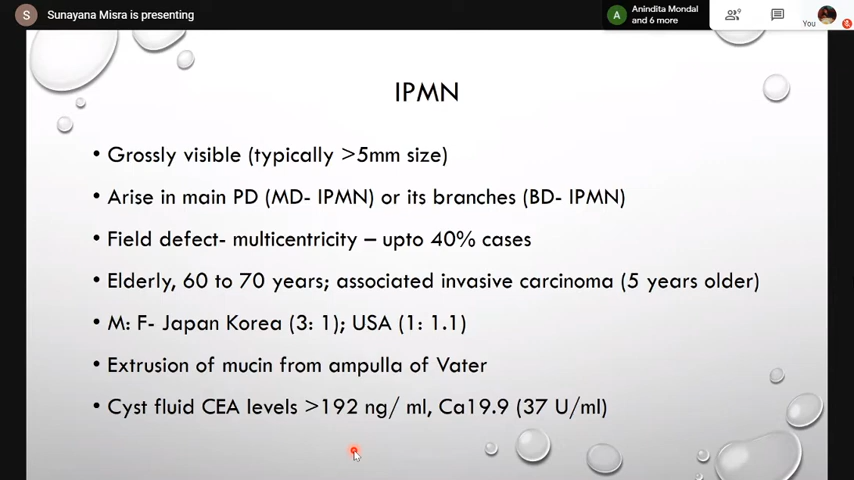 S Sunayana Misra is presenting
A Anindita Mondal
and 6 more
9
You
IPMN
• Grossly visible (typically >5mm size)
• Arise in main PD (MD- IPMN) or its branches (BD- IPMN)
• Field defect- multicentricity – upto 40% cases
• Elderly, 60 to 70 years; associated invasive carcinoma (5 years older)
• M: F- Japan Korea (3: 1); USA (1: 1.1)
• Extrusion of mucin from ampulla of Vater
• Cyst fluid CEA levels >192 ng/ ml, Ca19.9 (37 U/ml)